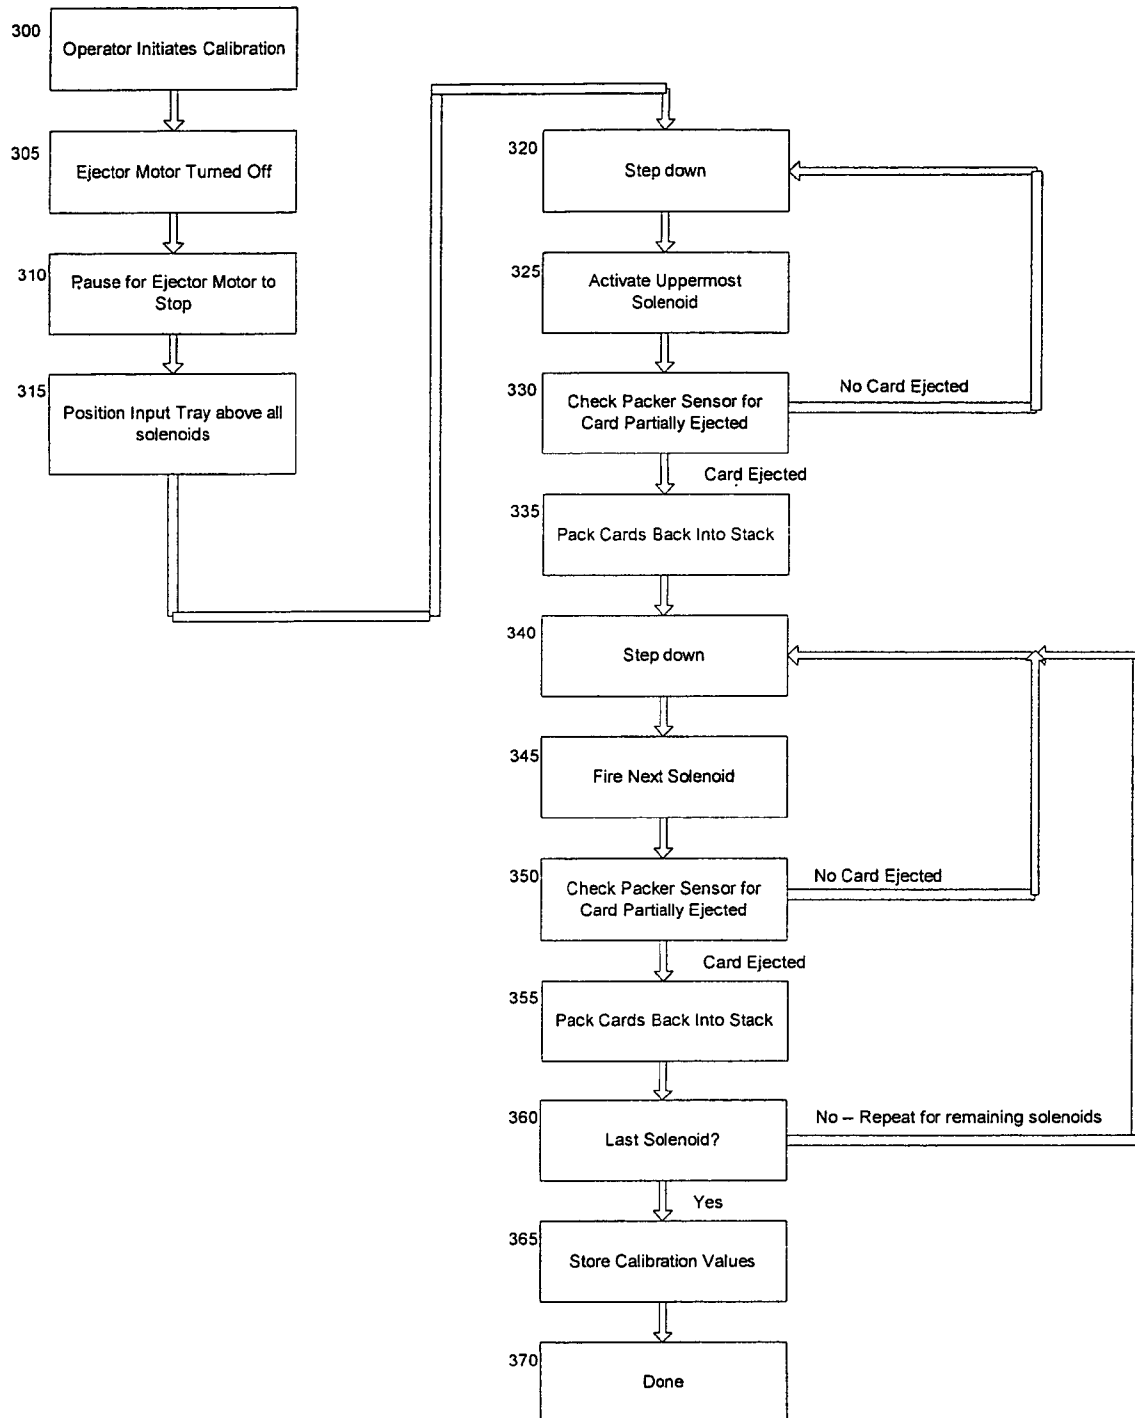 300
Operator Initiates Calibration
305
Ejector Motor Turned Off
310
Pause for Ejector Motor to
Stop
315
Position Input Tray above all
solenoids
320
Step down
325
Activate Uppermost
Solenoid
330
Check Packer Sensor for
Card Partially Ejected
No Card Ejected
Card Ejected
335
Pack Cards Back Into Stack
340
Step down
345
Fire Next Solenoid
350
Check Packer Sensor for
Card Partially Ejected
No Card Ejected
Card Ejected
355
Pack Cards Back Into Stack
360
Last Solenoid?
No – Repeat for remaining solenoids
Yes
365
Store Calibration Values
370
Done